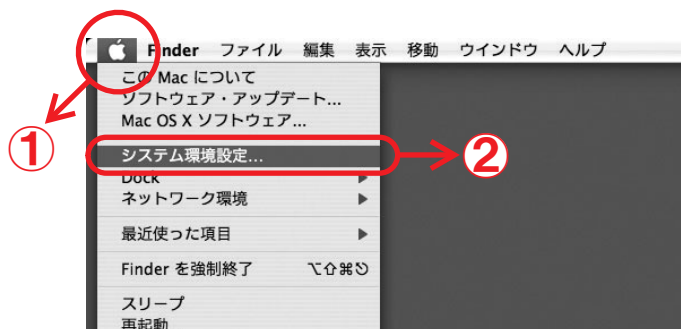 Finder ファイル 編集 表示 移動 ウインドウ ヘルプ
この Mac について
ソフトウェア・アップデート...
Mac OS X ソフトウェア...
① システム環境設定... ②
Dock
ネットワーク環境
最近使った項目
Finder を強制終了 ⌥⇧⌘⎋
スリープ
再起動